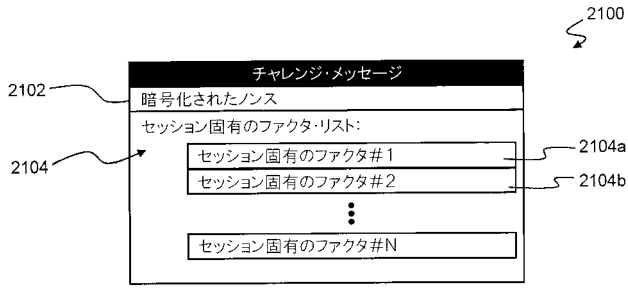 2100
チャレンジ・メッセージ
2102
暗号化されたノンス
セッション固有のファクタ・リスト:
2104
セッション固有のファクタ#1
2104a
セッション固有のファクタ#2
2104b
セッション固有のファクタ#N